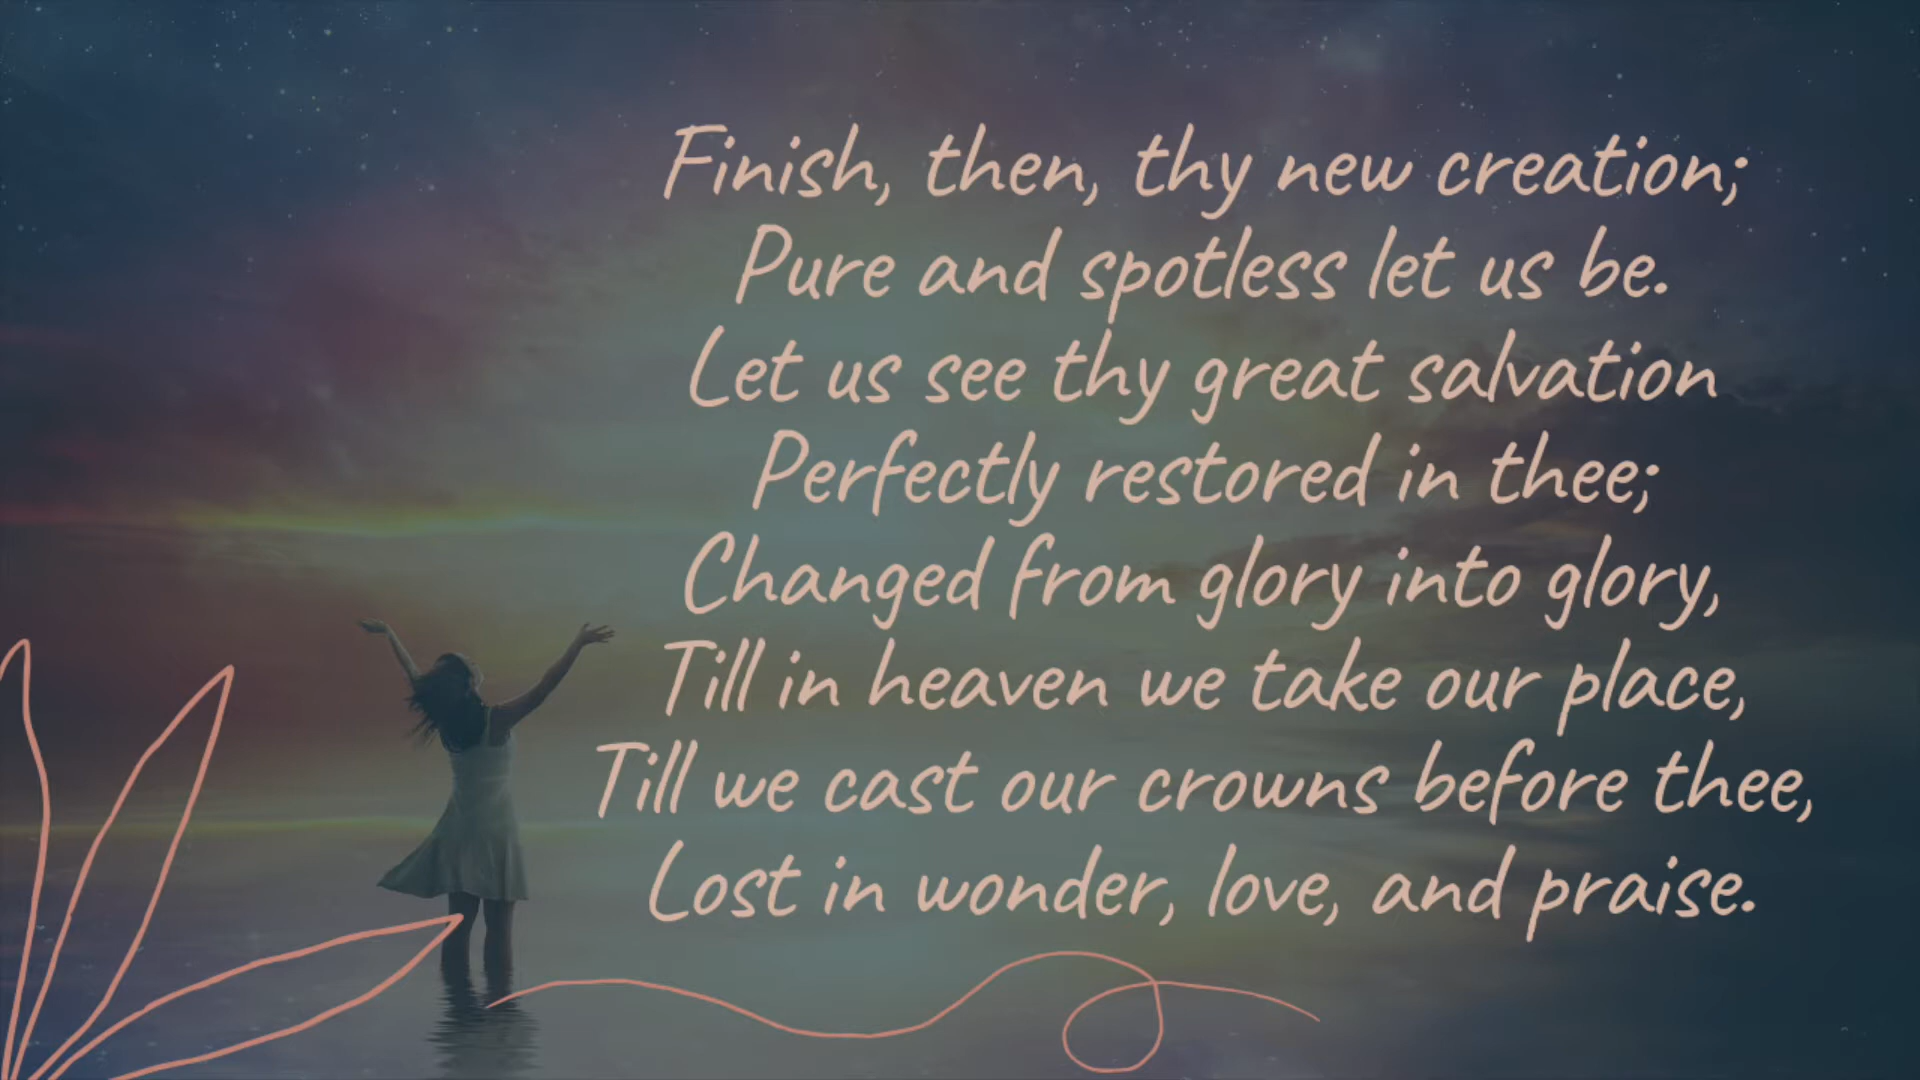 Finish, then, thy new creation;
Pure and spotless let us be.
Let us see thy great salvation
Perfectly restored in thee;
Changed from glory into glory,
Till in heaven we take our place,
Till we cast our crowns before thee,
Lost in wonder, love, and praise.